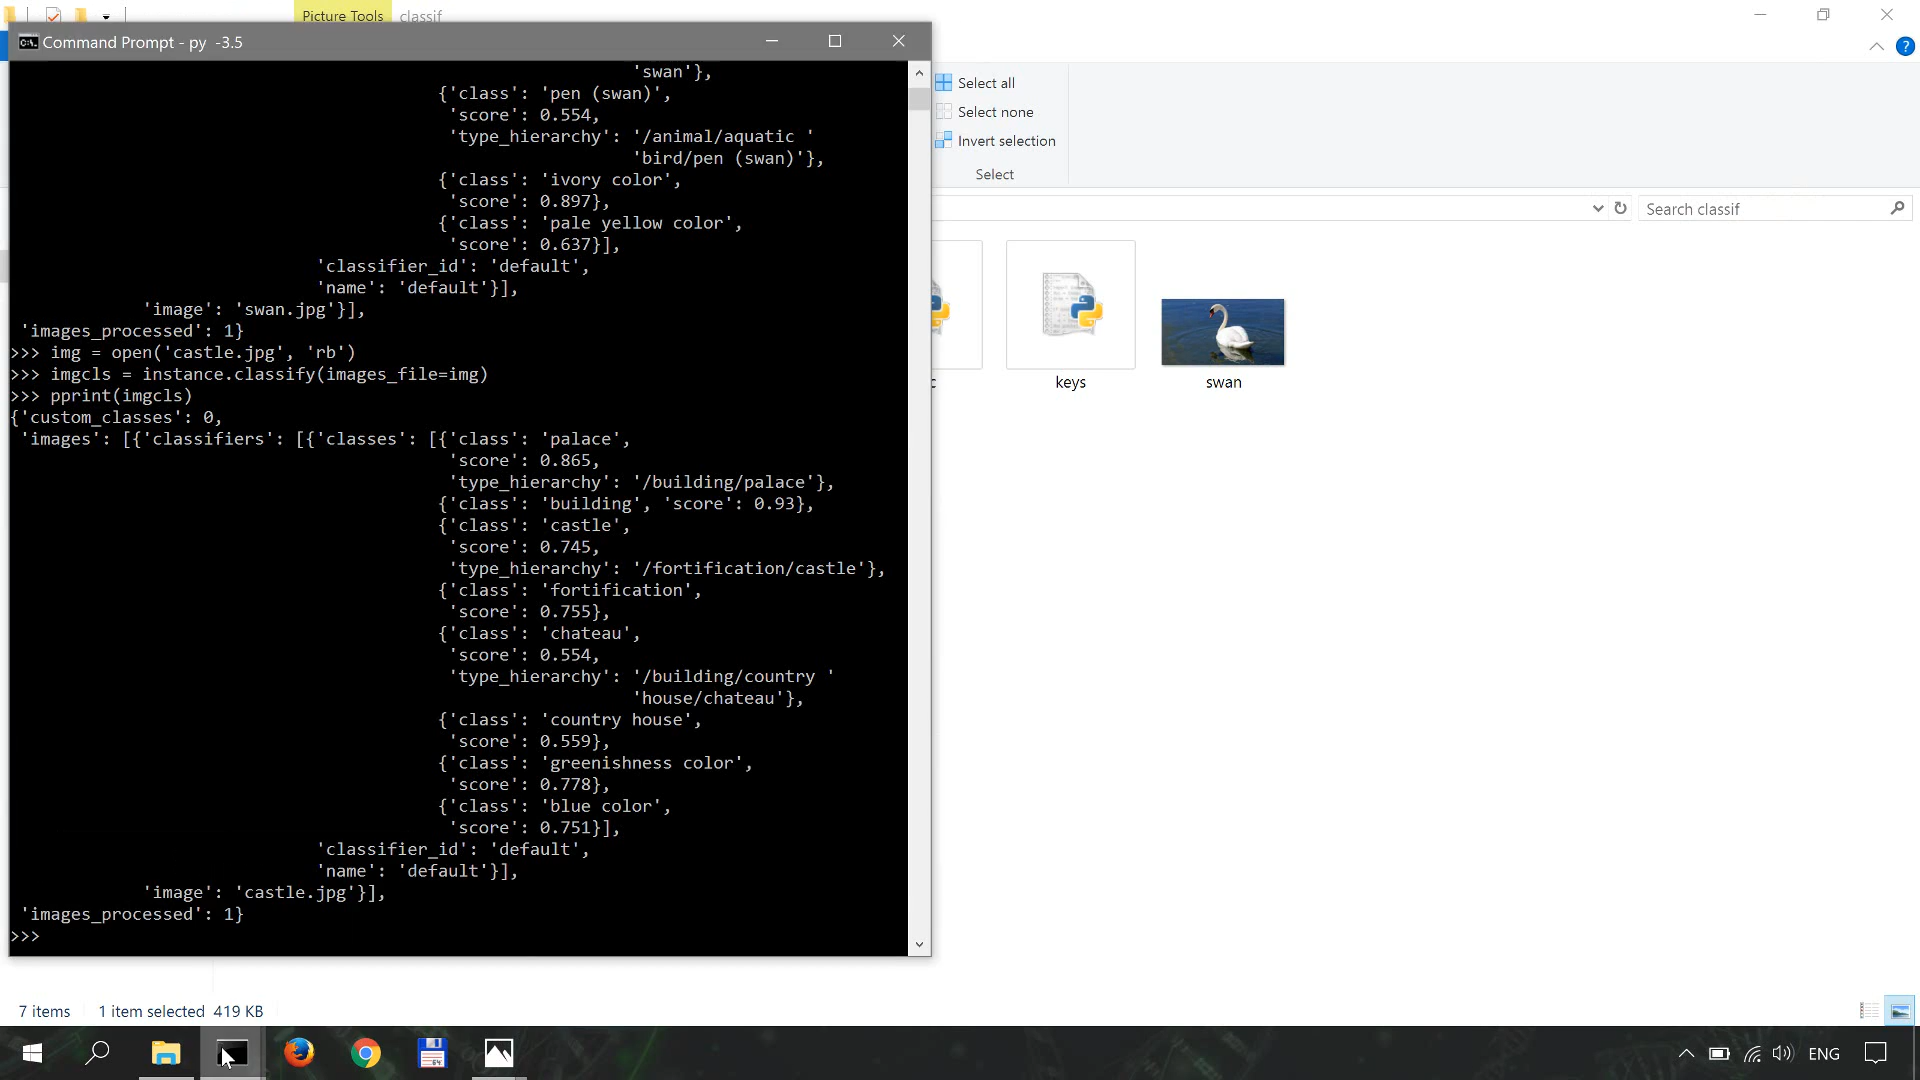 Picture Tools
classif
Command Prompt - py  -3.5
'swan'},
{'class': 'pen (swan)',
'score': 0.554,
'type_hierarchy': '/animal/aquatic '
'bird/pen (swan)'},
{'class': 'ivory color',
'score': 0.897},
{'class': 'pale yellow color',
'score': 0.637}],
'classifier_id': 'default',
'name': 'default'}],
'image': 'swan.jpg'}],
'images_processed': 1}
>>> img = open('castle.jpg', 'rb')
>>> imgcls = instance.classify(images_file=img)
>>> pprint(imgcls)
{'custom_classes': 0,
'images': [{'classifiers': [{'classes': [{'class': 'palace',
'score': 0.865,
'type_hierarchy': '/building/palace'},
{'class': 'building', 'score': 0.93},
{'class': 'castle',
'score': 0.745,
'type_hierarchy': '/fortification/castle'},
{'class': 'fortification',
'score': 0.755},
{'class': 'chateau',
'score': 0.554,
'type_hierarchy': '/building/country '
'house/chateau'},
{'class': 'country house',
'score': 0.559},
{'class': 'greenishness color',
'score': 0.778},
{'class': 'blue color',
'score': 0.751}],
'classifier_id': 'default',
'name': 'default'}],
'image': 'castle.jpg'}],
'images_processed': 1}
>>>
Select all
Select none
Invert selection
Select
Search classif
c
keys
swan
7 items
1 item selected  419 KB
64
ENG